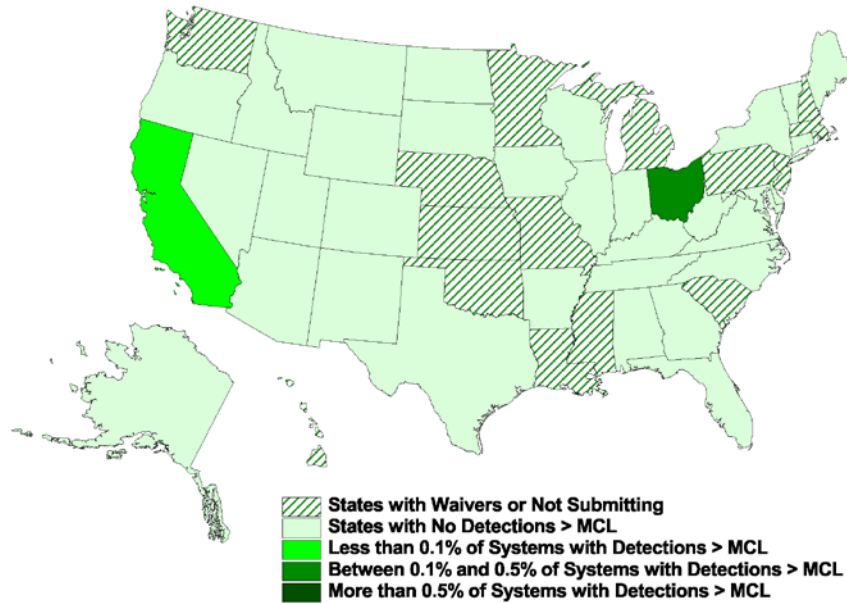 States with Waivers or Not Submitting
States with No Detections > MCL
Less than 0.1% of Systems with Detections > MCL
Between 0.1% and 0.5% of Systems with Detections > MCL
More than 0.5% of Systems with Detections > MCL